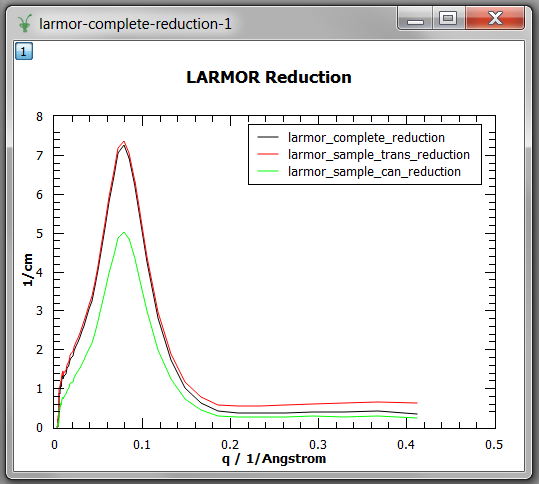 larmor-complete-reduction-1
1
LARMOR Reduction
larmor_complete_reduction
larmor_sample_trans_reduction
larmor_sample_can_reduction
8
7
6
5
4
3
2
1
0
1/cm
0 0.1 0.2 0.3 0.4 0.5
q / 1/Angstrom